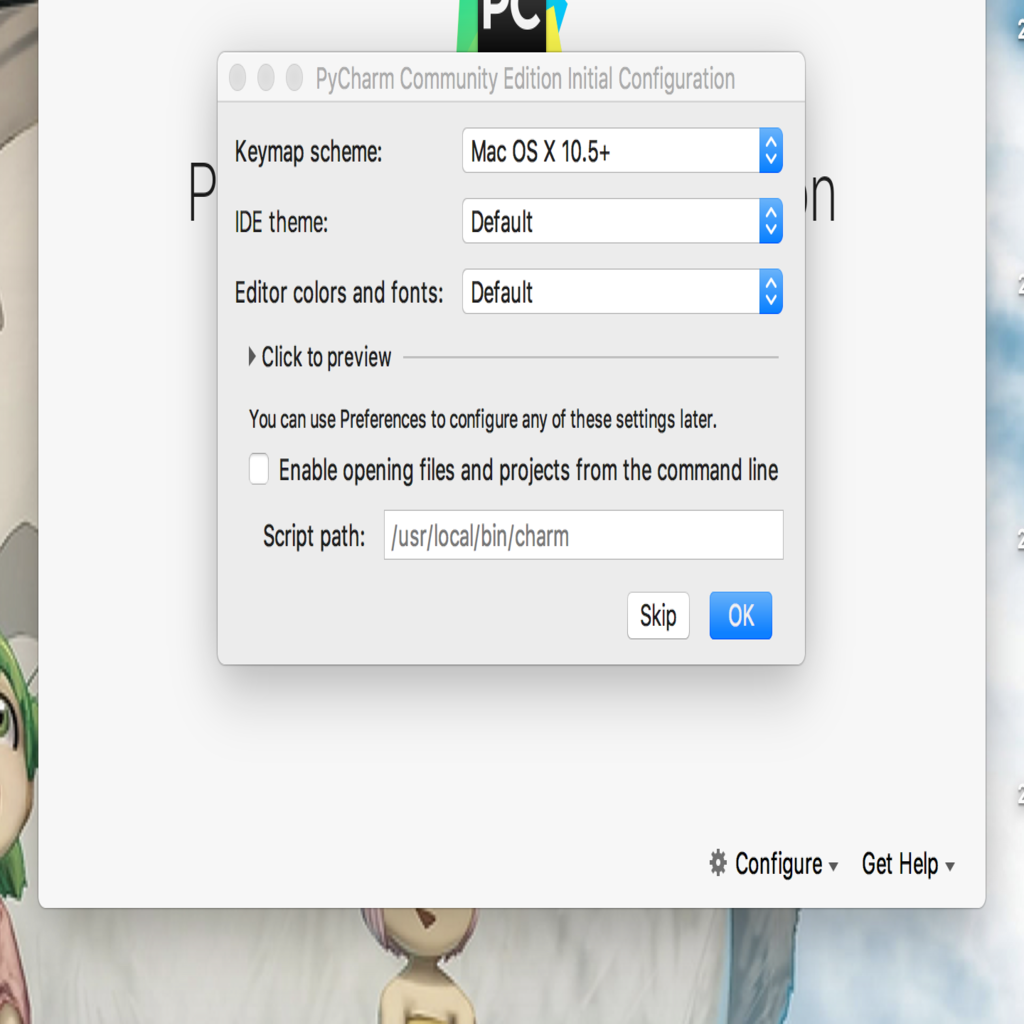 PC
PyCharm Community Edition Initial Configuration
Keymap scheme: Mac OS X 10.5+
IDE theme: Default
Editor colors and fonts: Default
Click to preview
You can use Preferences to configure any of these settings later.
Enable opening files and projects from the command line
Script path: /usr/local/bin/charm
Skip OK
Configure Get Help